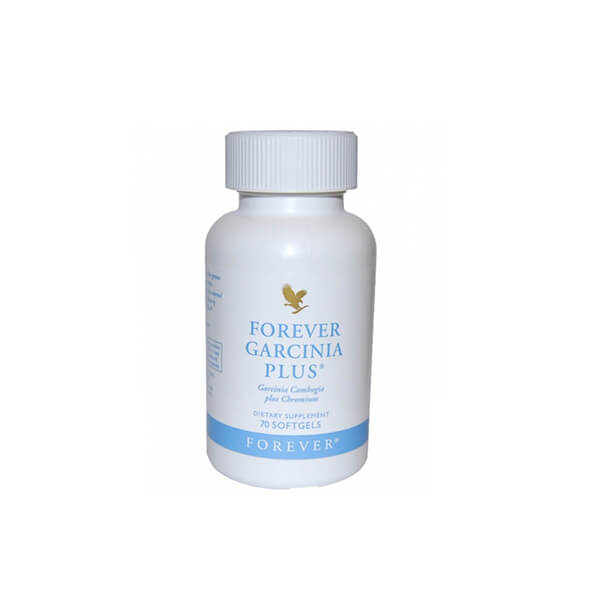 FOREVER
GARCINIA
PLUS®
Garcinia Cambogia
plus Chromium
DIETARY SUPPLEMENT
70 SOFTGELS
FOREVER®